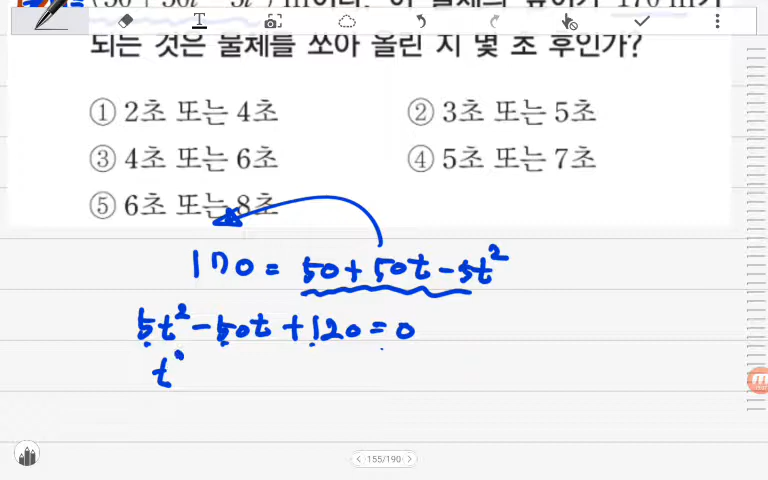 170 m
되는 것은 물체를 쏘아 올린 지 몇 초 후인가?
① 2초 또는 4초
② 3초 또는 5초
③ 4초 또는 6초
④ 5초 또는 7초
⑤ 6초 또는 8초
170 = 50 + 50t - 5t²
5t² - 50t + 120 = 0
t
155/190